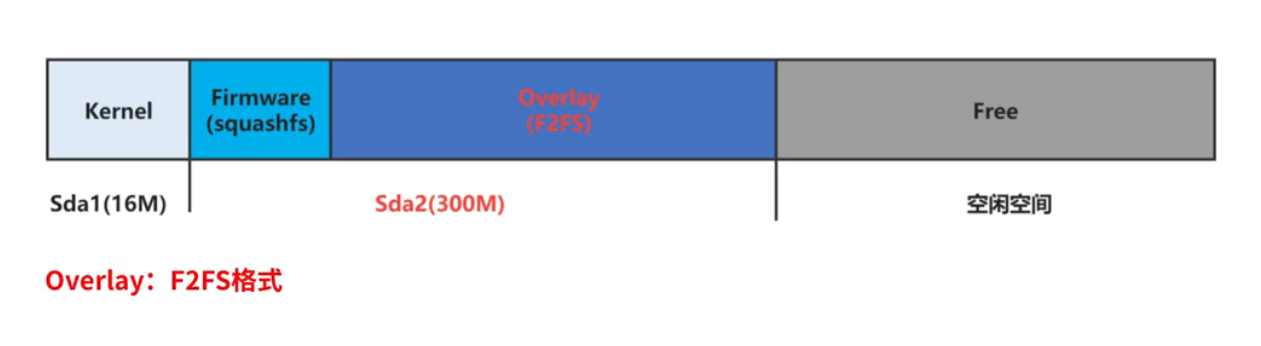 Kernel
Firmware
(squashfs)
Overlay
(F2FS)
Free
Sda1(16M)
Sda2(300M)
空闲空间
Overlay：F2FS格式